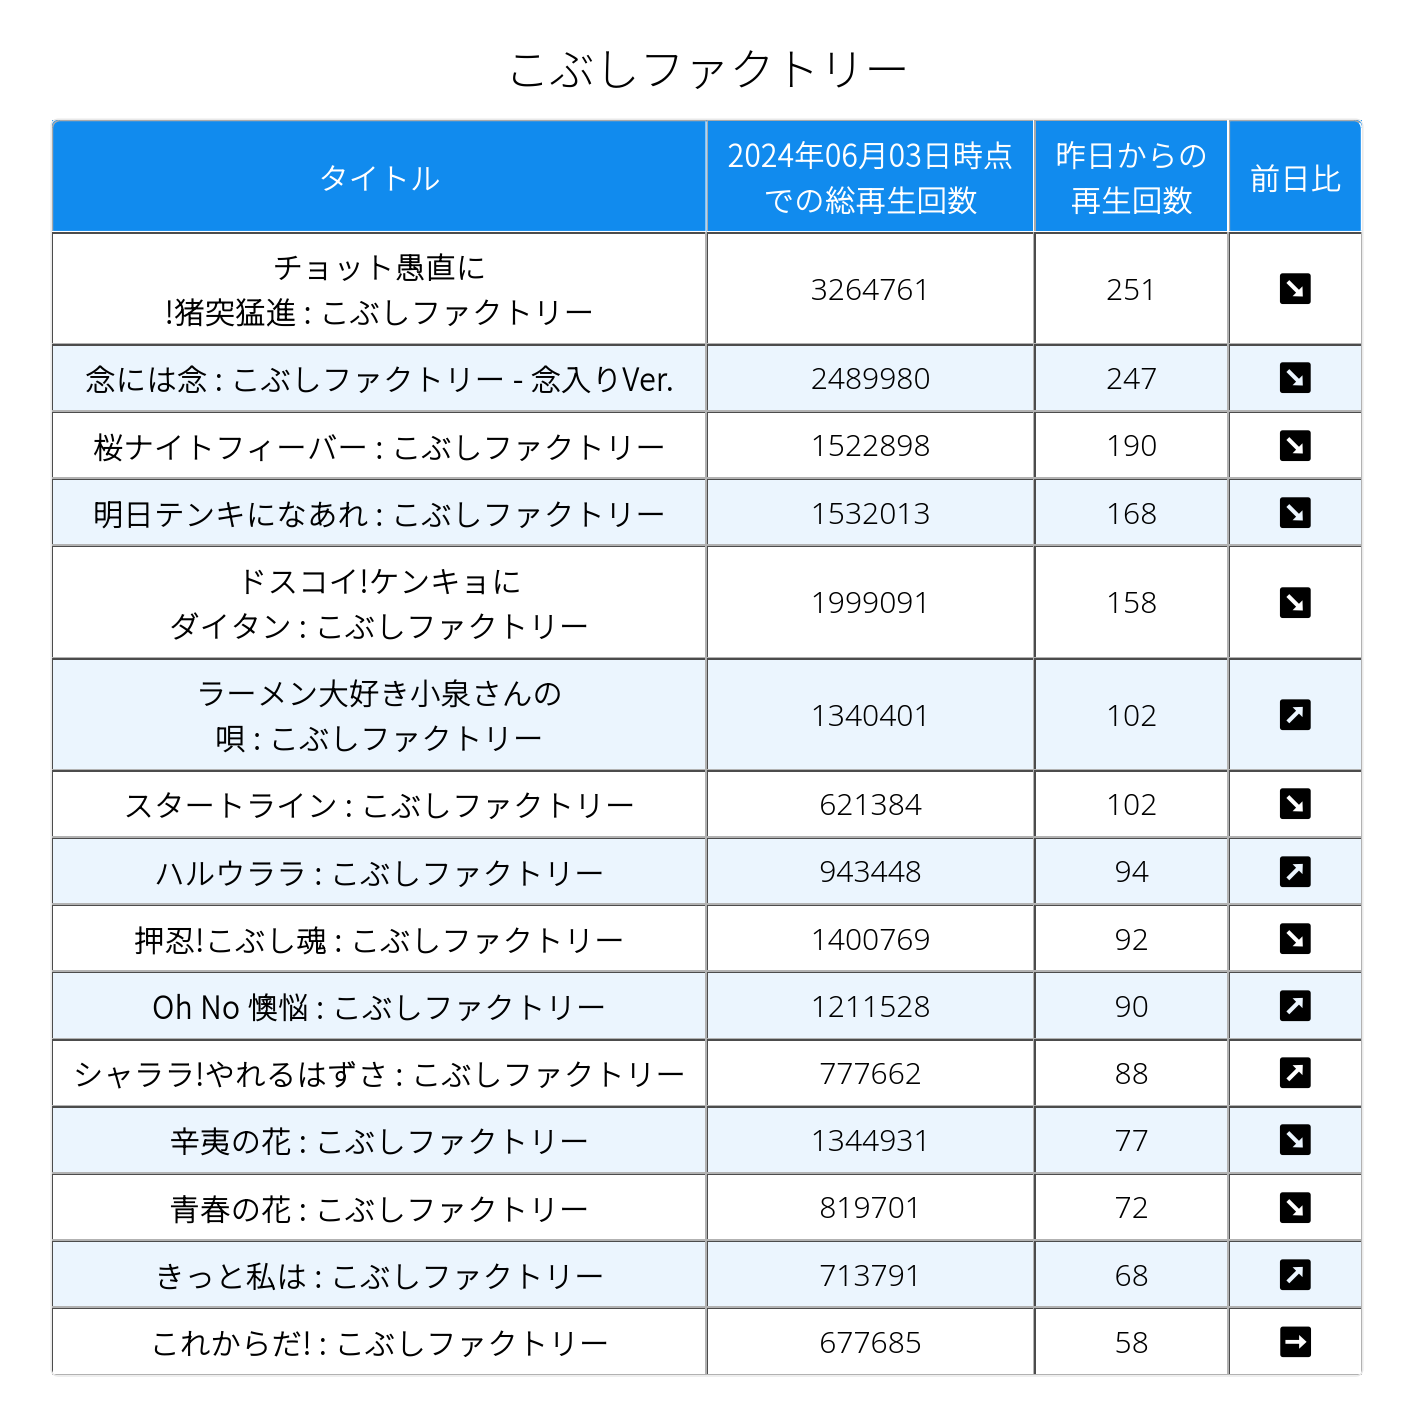 こぶしファクトリー
タイトル
2024年06月03日時点
での総再生回数
昨日からの
再生回数
前日比
チョット愚直に
!猪突猛進 : こぶしファクトリー
3264761
251
念には念 : こぶしファクトリー - 念入りVer.
2489980
247
桜ナイトフィーバー : こぶしファクトリー
1522898
190
明日テンキになあれ : こぶしファクトリー
1532013
168
ドスコイ!ケンキョに
ダイタン : こぶしファクトリー
1999091
158
ラーメン大好き小泉さんの
唄 : こぶしファクトリー
1340401
102
スタートライン : こぶしファクトリー
621384
102
ハルウララ : こぶしファクトリー
943448
94
押忍!こぶし魂 : こぶしファクトリー
1400769
92
Oh No 懊悩 : こぶしファクトリー
1211528
90
シャララ!やれるはずさ : こぶしファクトリー
777662
88
辛夷の花 : こぶしファクトリー
1344931
77
青春の花 : こぶしファクトリー
819701
72
きっと私は : こぶしファクトリー
713791
68
これからだ! : こぶしファクトリー
677685
58